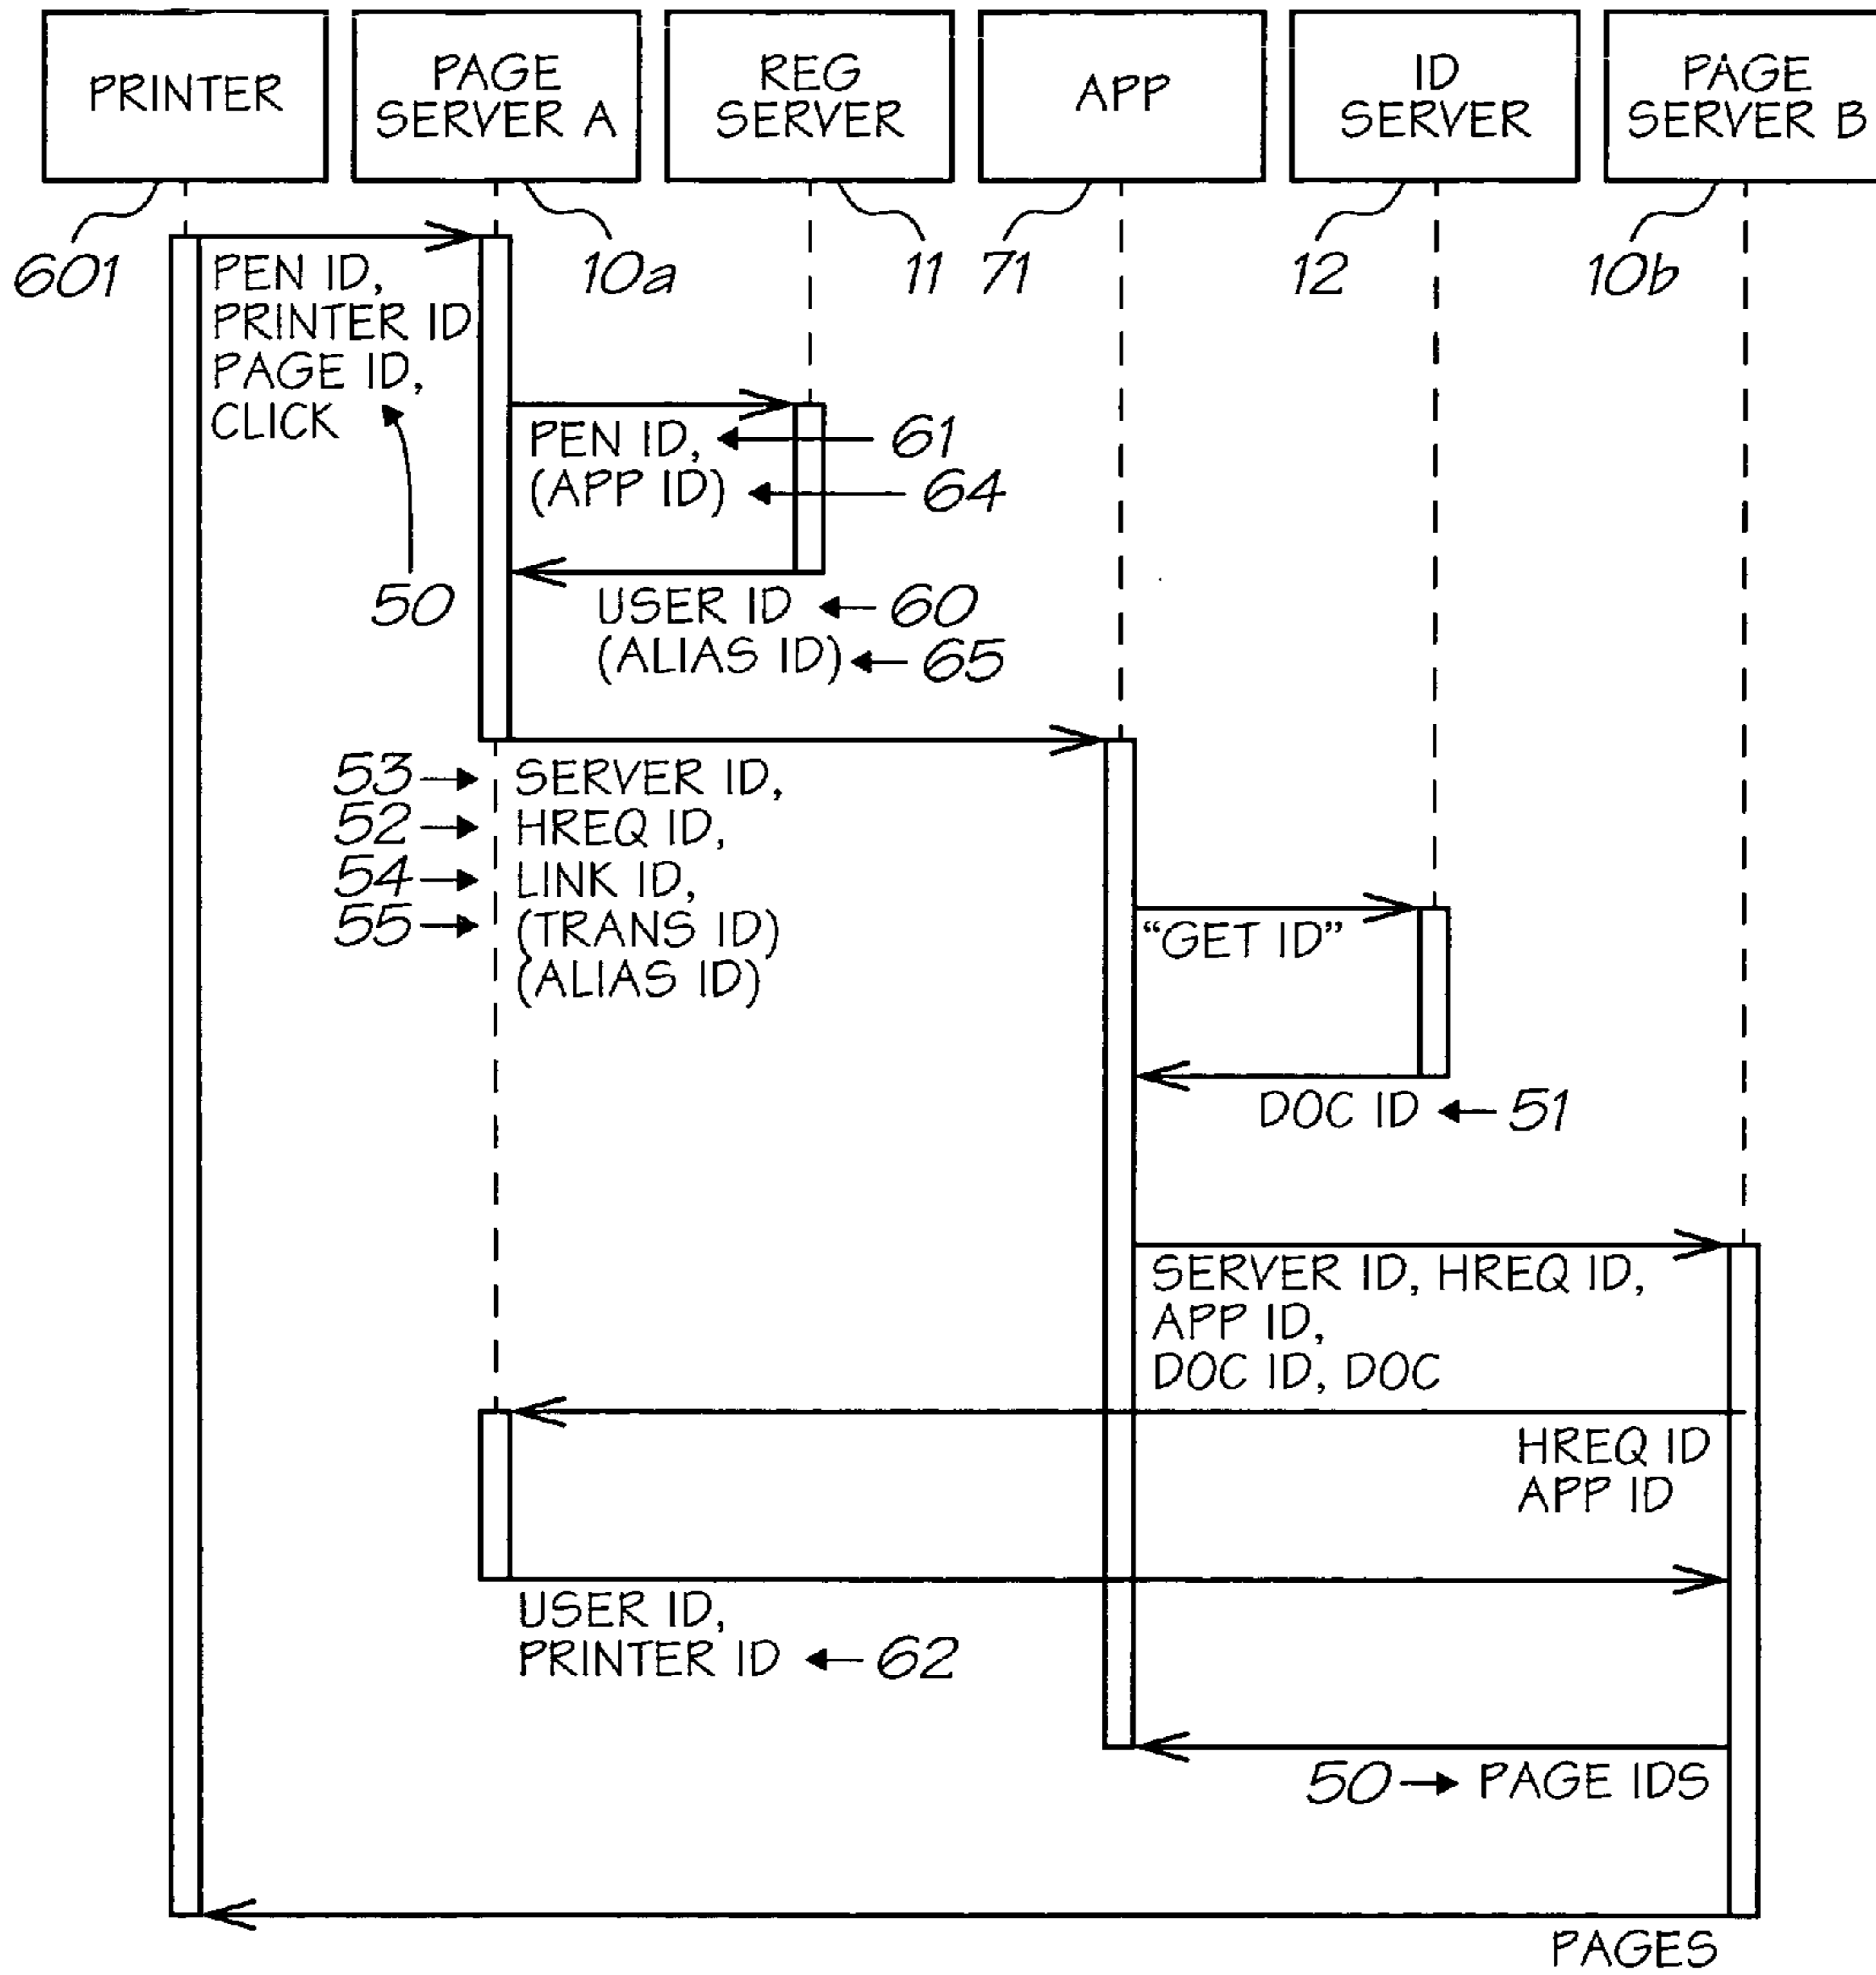 PRINTER
PAGE
SERVER A
REG
SERVER
APP
ID
SERVER
PAGE
SERVER B
601
10a
11
71
12
10b
PEN ID,
PRINTER ID
PAGE ID,
CLICK
50
PEN ID,
(APP ID)
61
64
USER ID
(ALIAS ID)
60
65
53
52
54
55
SERVER ID,
HREQ ID,
LINK ID,
(TRANS ID)
(ALIAS ID)
“GET ID”
DOC ID
51
SERVER ID, HREQ ID,
APP ID,
DOC ID, DOC
HREQ ID
APP ID
USER ID,
PRINTER ID
62
50
PAGE IDS
PAGES